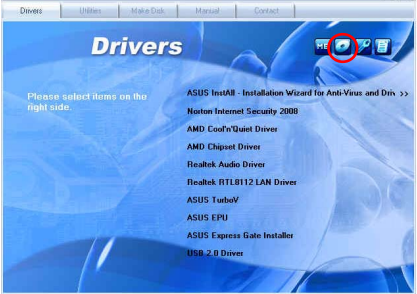 Drivers Utilities Make Disk Manual Contact
Drivers
Please select items on the
right side.
ASUS InstAll - Installation Wizard for Anti-Virus and Driv >>
Norton Internet Security 2008
AMD Cool'n'Quiet Driver
AMD Chipset Driver
Realtek Audio Driver
Realtek RTL8112 LAN Driver
ASUS TurboV
ASUS EPU
ASUS Express Gate Installer
USB 2.0 Driver